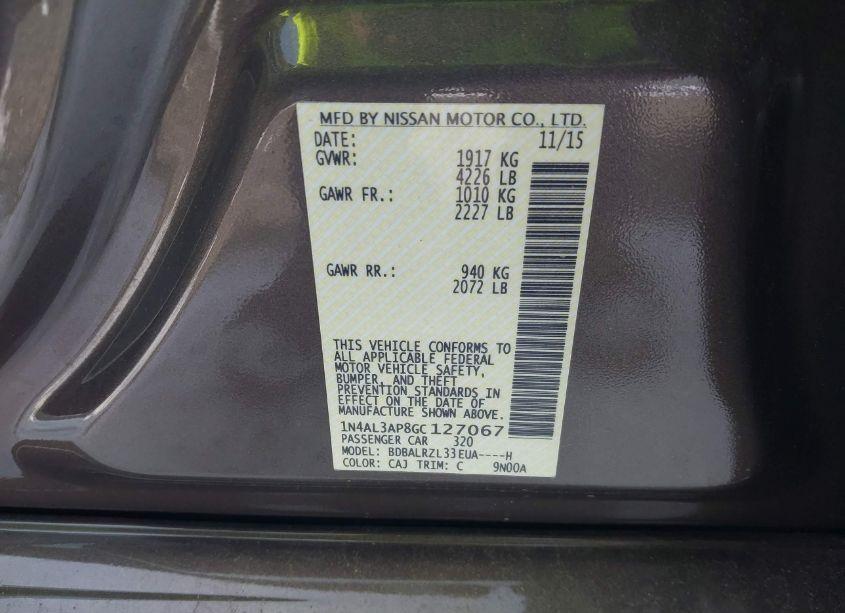 MFD BY NISSAN MOTOR CO., LTD.
DATE: 11/15
GVWR: 1917 KG
4226 LB
GAWR FR.: 1010 KG
2227 LB
GAWR RR.: 940 KG
2072 LB
THIS VEHICLE CONFORMS TO
ALL APPLICABLE FEDERAL
MOTOR VEHICLE SAFETY,
BUMPER, AND THEFT
PREVENTION STANDARDS IN
EFFECT ON THE DATE OF
MANUFACTURE SHOWN ABOVE.
1N4AL3AP8GC127067
PASSENGER CAR 320
MODEL: BDBALRZL33EUA----H
COLOR: CAJ TRIM: C 9N00A